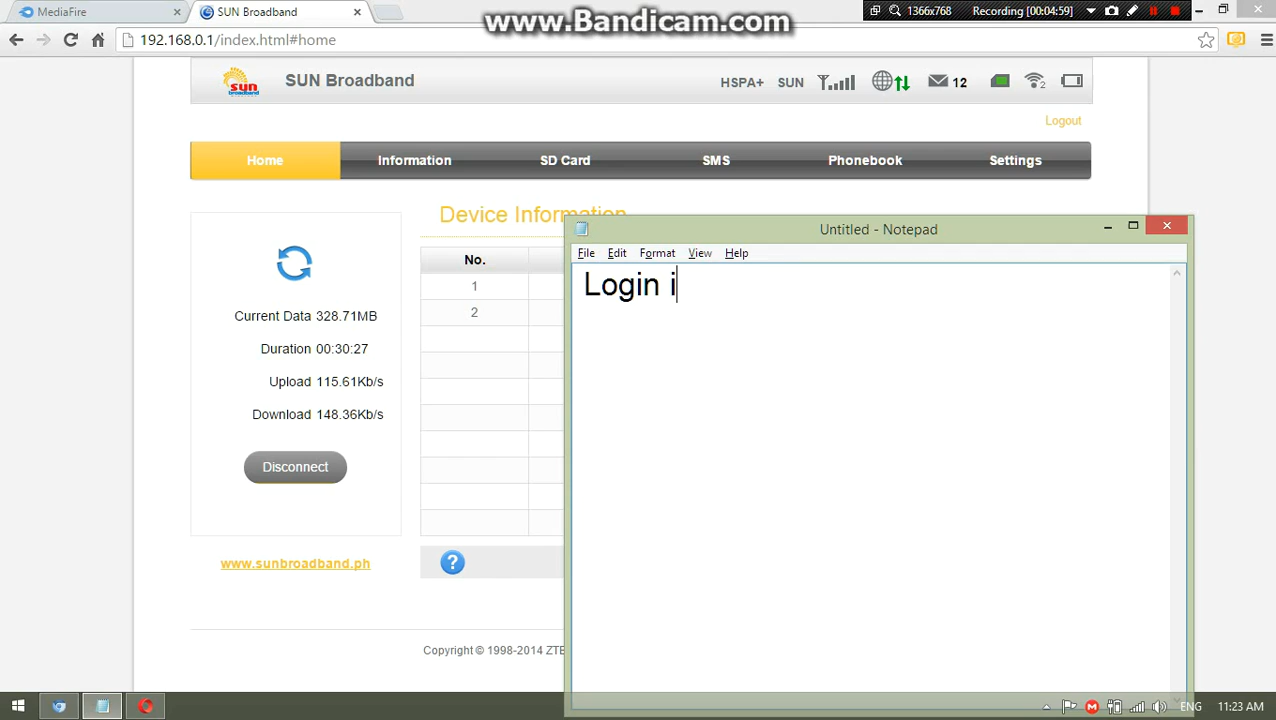 MediaFire
SUN Broadband
www.Bandicam.com
1366x768
Recording [00:04:59]
192.168.0.1/index.html#home
sun
broadband
SUN Broadband
HSPA+
SUN
12
2
Logout
Home
Information
SD Card
SMS
Phonebook
Settings
Device Information
No.
1
2
Current Data 328.71MB
Duration 00:30:27
Upload 115.61Kb/s
Download 148.36Kb/s
Disconnect
www.sunbroadband.ph
?
Copyright © 1998-2014 ZTE
Untitled - Notepad
File
Edit
Format
View
Help
Login i
ENG
11:23 AM